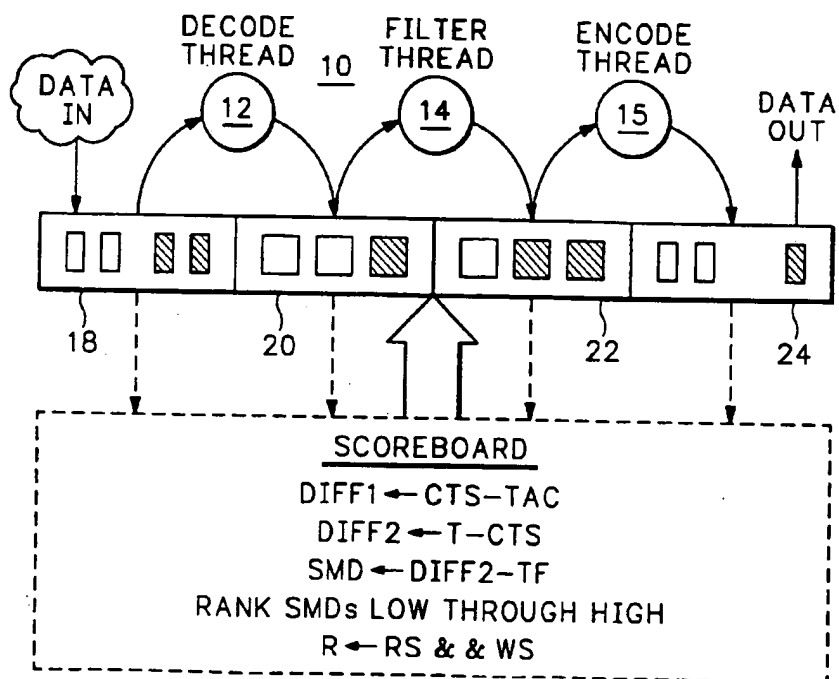 DECODE THREAD
10
FILTER THREAD
ENCODE THREAD
DATA IN
12
14
15
DATA OUT
18
20
22
24
SCOREBOARD
DIFF1←CTS-TAC
DIFF2←T-CTS
SMD←DIFF2-TF
RANK SMDs LOW THROUGH HIGH
R←RS & & WS